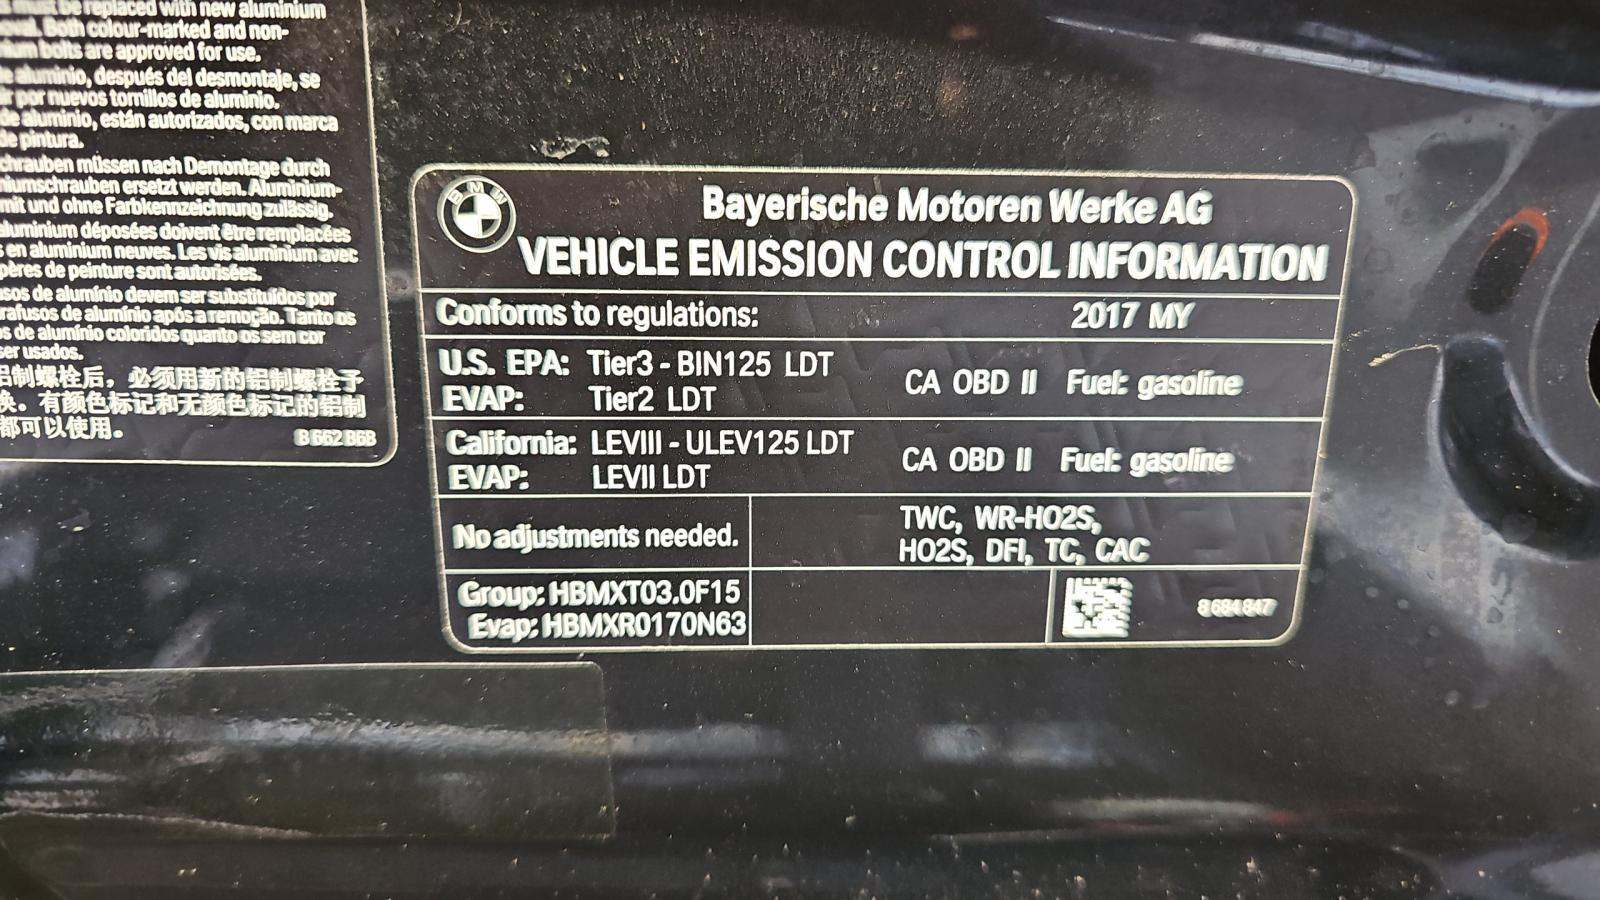 must be replaced with new aluminium
Both colour-marked and non-
bolts are approved for use.
aluminio, después del desmontaje, se
por nuevos tornillos de aluminio.
de aluminio, están autorizados, con marca
de pintura.
chrauben müssen nach Demontage durch
niumschrauben ersetzt werden. Aluminium-
mit und ohne Farbkennzeichnung zulässig.
aluminium déposées doivent être remplacées
s en aluminium neuves. Les vis aluminium avec
pères de peinture sont autorisées.
usos de alumínio devem ser substituídos por
rafusos de alumínio após a remoção. Tanto os
s de alumínio coloridos quanto os sem cor
ser usados.
铝制螺栓后，必须用新的铝制螺栓予
换。有颜色标记和无颜色标记的铝制
都可以使用。
8 662 868
BMW
Bayerische Motoren Werke AG
VEHICLE EMISSION CONTROL INFORMATION
Conforms to regulations: 2017 MY
U.S. EPA: Tier3 - BIN125 LDT
EVAP: Tier2 LDT
CA OBD II Fuel: gasoline
California: LEVIII - ULEV125 LDT
EVAP: LEVII LDT
CA OBD II Fuel: gasoline
No adjustments needed.
TWC, WR-HO2S,
HO2S, DFI, TC, CAC
Group: HBMXT03.0F15
Evap: HBMXR0170N63
8 684 847